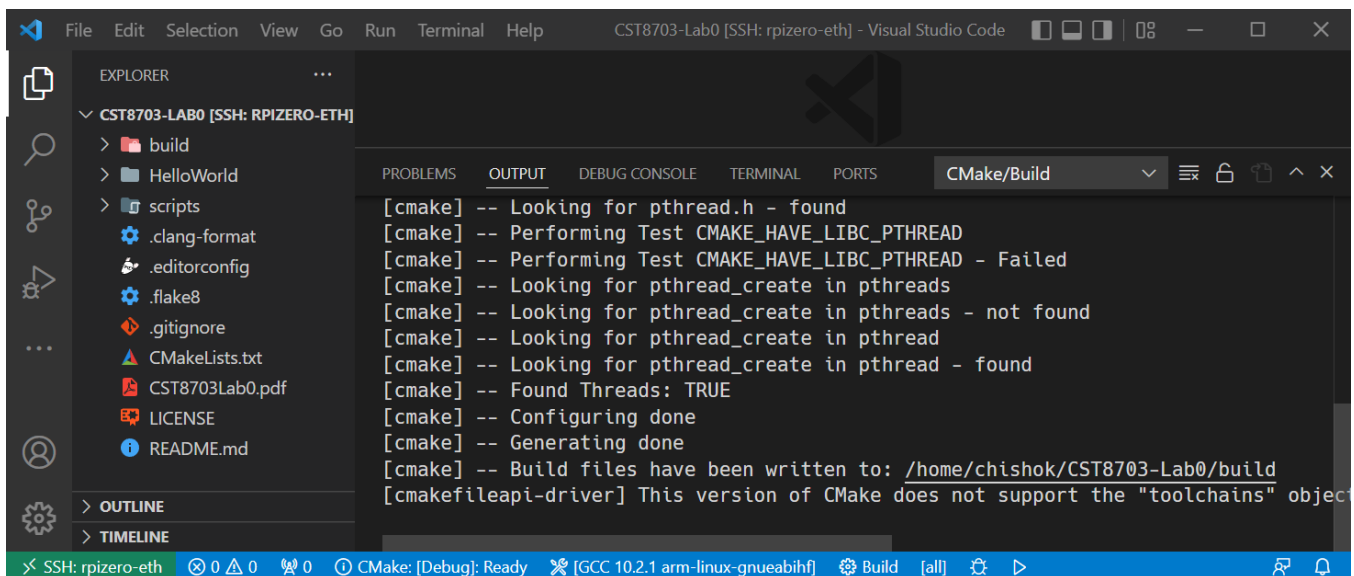 File Edit Selection View Go Run Terminal Help CST8703-Lab0 [SSH: rpizero-eth] - Visual Studio Code
EXPLORER
CST8703-LAB0 [SSH: RPIZERO-ETH]
build
HelloWorld
scripts
.clang-format
.editorconfig
.flake8
.gitignore
CMakeLists.txt
CST8703Lab0.pdf
LICENSE
README.md
OUTLINE
TIMELINE
PROBLEMS OUTPUT DEBUG CONSOLE TERMINAL PORTS CMake/Build
[cmake] -- Looking for pthread.h - found
[cmake] -- Performing Test CMAKE_HAVE_LIBC_PTHREAD
[cmake] -- Performing Test CMAKE_HAVE_LIBC_PTHREAD - Failed
[cmake] -- Looking for pthread_create in pthreads
[cmake] -- Looking for pthread_create in pthreads - not found
[cmake] -- Looking for pthread_create in pthread
[cmake] -- Looking for pthread_create in pthread - found
[cmake] -- Found Threads: TRUE
[cmake] -- Configuring done
[cmake] -- Generating done
[cmake] -- Build files have been written to: /home/chishok/CST8703-Lab0/build
[cmakefileapi-driver] This version of CMake does not support the "toolchains" objec
SSH: rpizero-eth 0 0 0 CMake: [Debug]: Ready [GCC 10.2.1 arm-linux-gnueabihf] Build [all]